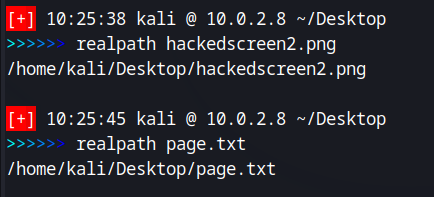 [+] 10:25:38 kali @ 10.0.2.8 ~/Desktop
>>>>>> realpath hackedscreen2.png
/home/kali/Desktop/hackedscreen2.png
[+] 10:25:45 kali @ 10.0.2.8 ~/Desktop
>>>>>> realpath page.txt
/home/kali/Desktop/page.txt